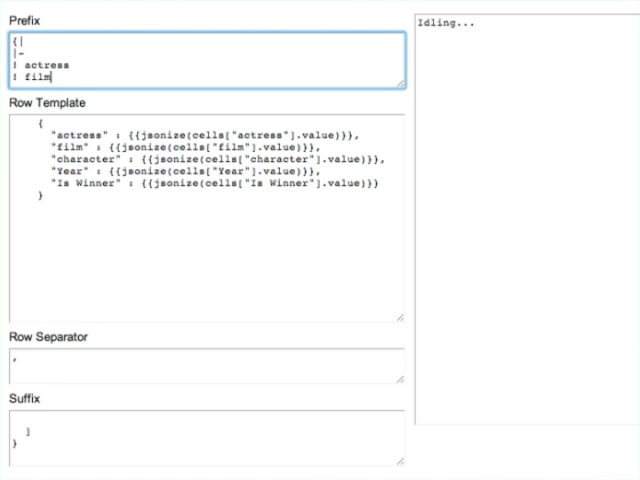 Prefix
Idling...
{|
|-
! actress
! film
Row Template
{
"actress" : {{jsonize(cells["actress"].value)}},
"film" : {{jsonize(cells["film"].value)}},
"character" : {{jsonize(cells["character"].value)}},
"Year" : {{jsonize(cells["Year"].value)}},
"Is Winner" : {{jsonize(cells["Is Winner"].value)}}
}
Row Separator
,
Suffix
]
}